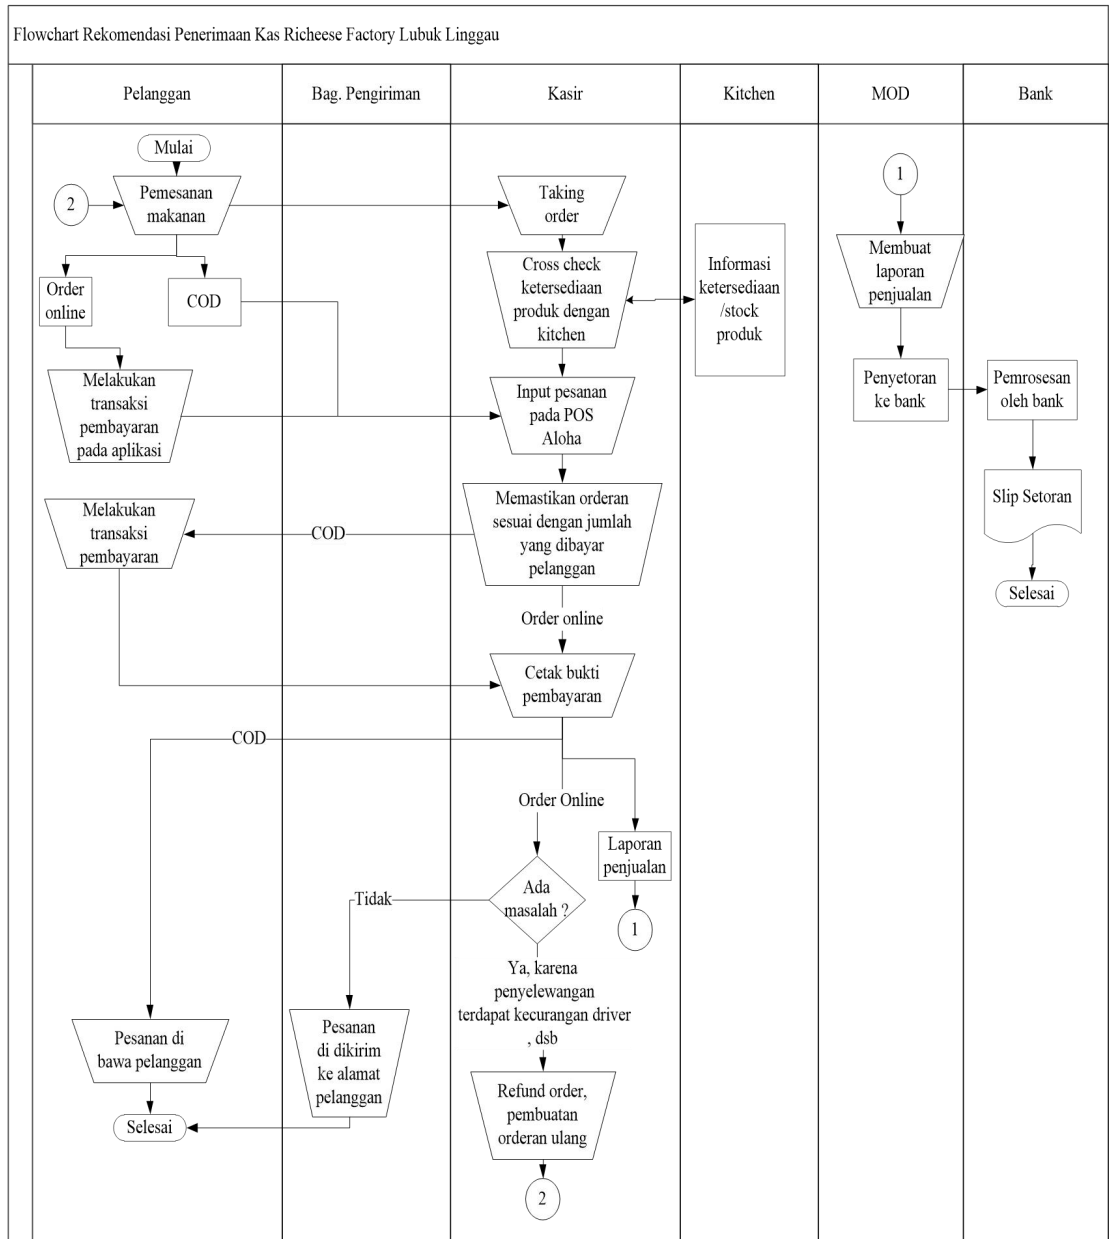 Flowchart Rekomendasi Penerimaan Kas Richeese Factory Lubuk Linggau
Pelanggan
Bag. Pengiriman
Kasir
Kitchen
MOD
Bank
Mulai
2
Pemesanan
makanan
Order
online
COD
Melakukan
transaksi
pembayaran
pada aplikasi
Melakukan
transaksi
pembayaran
COD
COD
Pesanan di
bawa pelanggan
Selesai
Tidak
Pesanan
di dikirim
ke alamat
pelanggan
Taking
order
Cross check
ketersediaan
produk dengan
kitchen
Input pesanan
pada POS
Aloha
Memastikan orderan
sesuai dengan jumlah
yang dibayar
pelanggan
Order online
Cetak bukti
pembayaran
Order Online
Laporan
penjualan
1
Ada
masalah ?
Ya, karena
penyelewangan
terdapat kecurangan driver
, dsb
Refund order,
pembuatan
orderan ulang
2
Informasi
ketersediaan
/stock
produk
1
Membuat
laporan
penjualan
Penyetoran
ke bank
Pemrosesan
oleh bank
Slip Setoran
Selesai